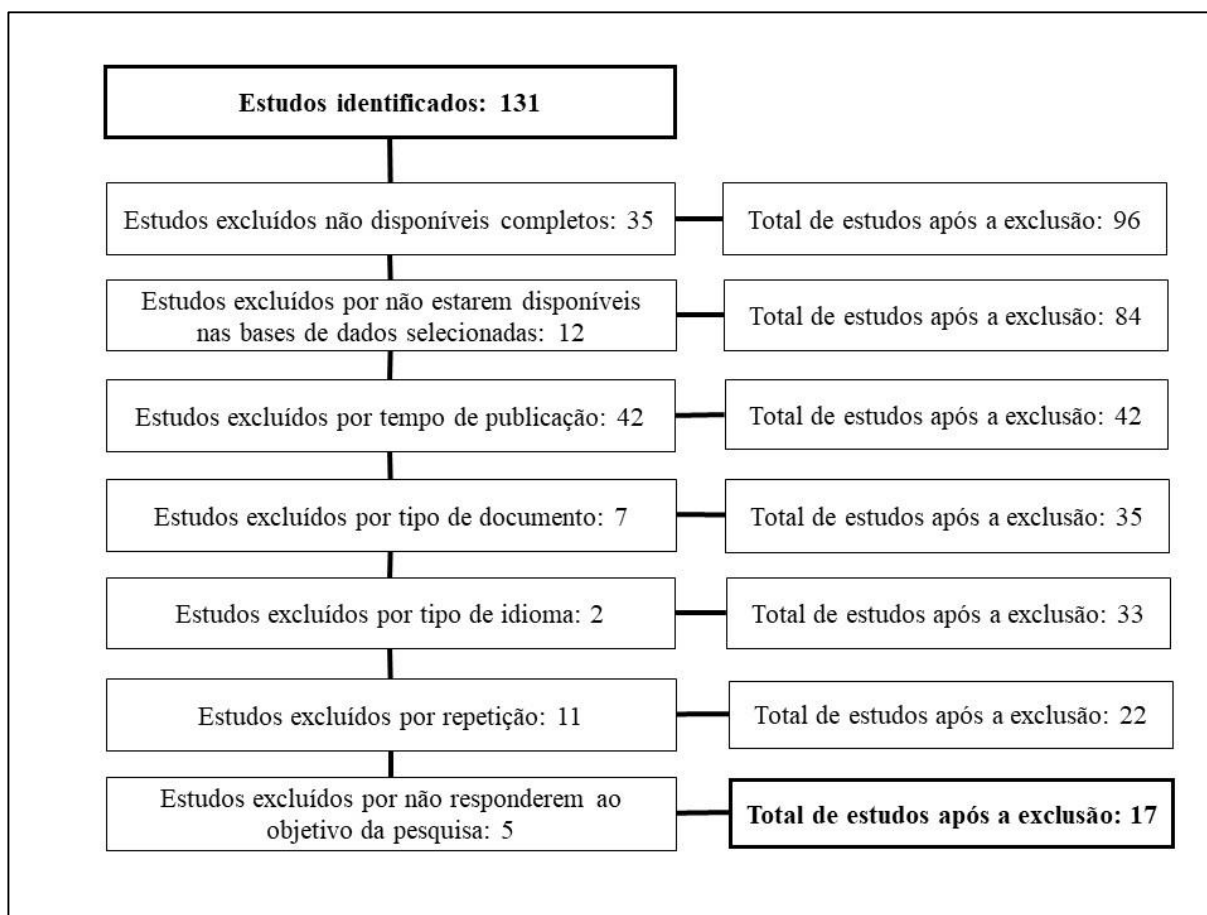 Estudos identificados: 131
Estudos excluídos não disponíveis completos: 35
Total de estudos após a exclusão: 96
Estudos excluídos por não estarem disponíveis
nas bases de dados selecionadas: 12
Total de estudos após a exclusão: 84
Estudos excluídos por tempo de publicação: 42
Total de estudos após a exclusão: 42
Estudos excluídos por tipo de documento: 7
Total de estudos após a exclusão: 35
Estudos excluídos por tipo de idioma: 2
Total de estudos após a exclusão: 33
Estudos excluídos por repetição: 11
Total de estudos após a exclusão: 22
Estudos excluídos por não responderem ao
objetivo da pesquisa: 5
Total de estudos após a exclusão: 17